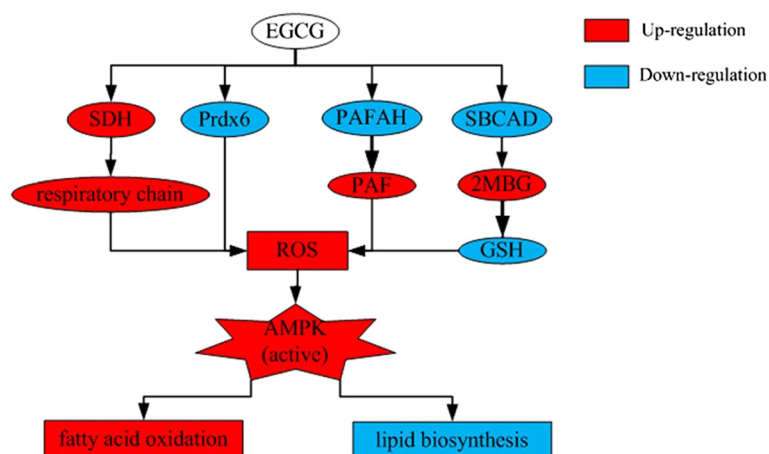 EGCG
Up-regulation
Down-regulation
SDH
Prdx6
PAFAH
SBCAD
respiratory chain
PAF
2MBG
ROS
GSH
AMPK
(active)
fatty acid oxidation
lipid biosynthesis